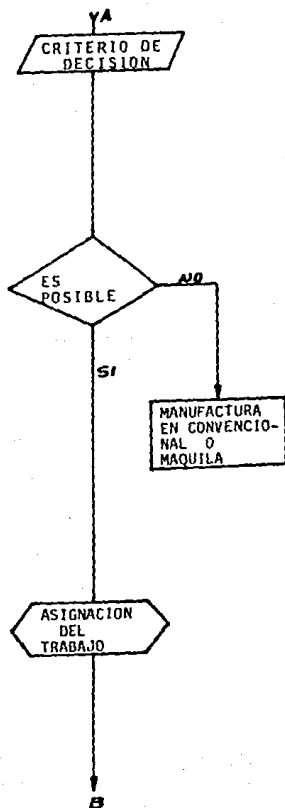 A
CRITERIO DE
DECISION
ES
POSIBLE
NO
SI
MANUFACTURA
EN CONVENCIO-
NAL O
MAQUILA
ASIGNACION
DEL
TRABAJO
B